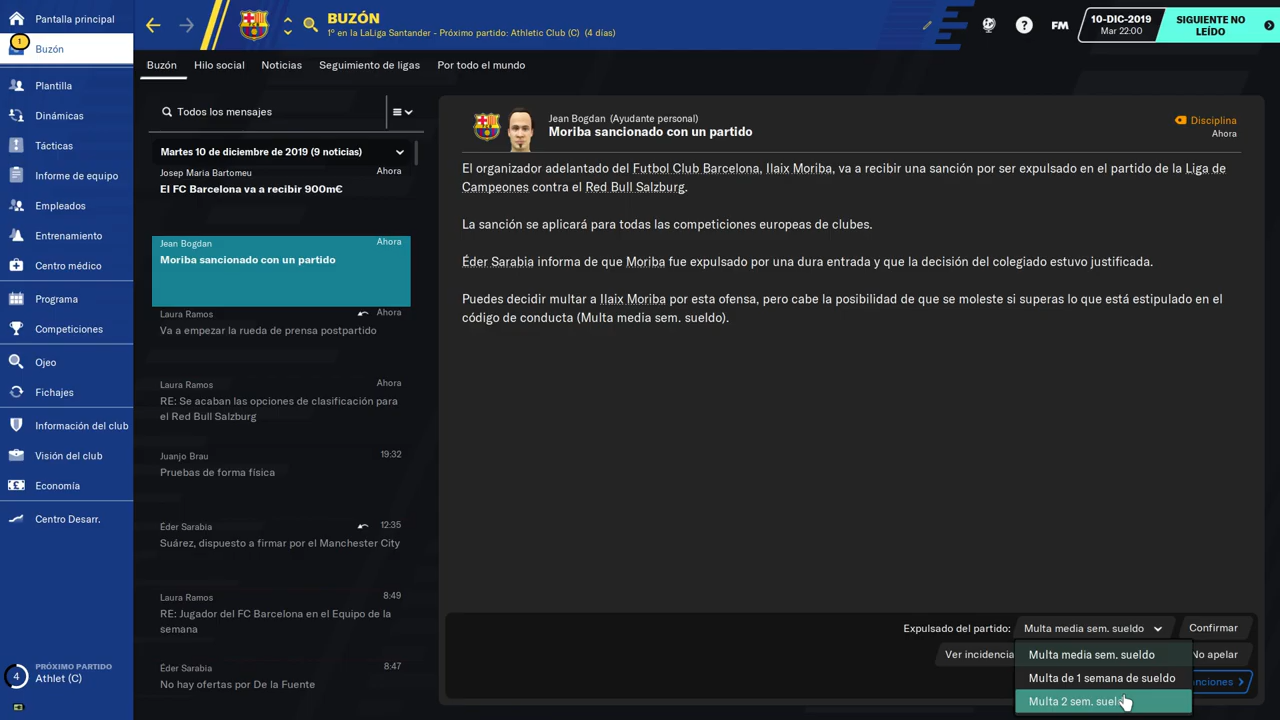 Pantalla principal
1
Buzón
Plantilla
Dinámicas
Tácticas
Informe de equipo
Empleados
Entrenamiento
Centro médico
Programa
Competiciones
Ojeo
Fichajes
Información del club
Visión del club
Economía
Centro Desarr.
4
PRÓXIMO PARTIDO
Athlet (C)
BUZÓN
1º en la LaLiga Santander - Próximo partido: Athletic Club (C) (4 días)
?
FM
10-DIC-2019
Mar 22:00
SIGUIENTE NO
LEÍDO
Buzón Hilo social Noticias Seguimiento de ligas Por todo el mundo
Todos los mensajes
Martes 10 de diciembre de 2019 (9 noticias)
Josep Maria Bartomeu Ahora
El FC Barcelona va a recibir 900m€
Jean Bogdan Ahora
Moriba sancionado con un partido
Laura Ramos Ahora
Va a empezar la rueda de prensa postpartido
Laura Ramos Ahora
RE: Se acaban las opciones de clasificación para
el Red Bull Salzburg
Juanjo Brau 19:32
Pruebas de forma física
Éder Sarabia 12:35
Suárez, dispuesto a firmar por el Manchester City
Laura Ramos 8:49
RE: Jugador del FC Barcelona en el Equipo de la
semana
Éder Sarabia 8:47
No hay ofertas por De la Fuente
Jean Bogdan (Ayudante personal)
Moriba sancionado con un partido
Disciplina
Ahora
El organizador adelantado del Futbol Club Barcelona, Ilaix Moriba, va a recibir una sanción por ser expulsado en el partido de la Liga de
Campeones contra el Red Bull Salzburg.
La sanción se aplicará para todas las competiciones europeas de clubes.
Éder Sarabia informa de que Moriba fue expulsado por una dura entrada y que la decisión del colegiado estuvo justificada.
Puedes decidir multar a Ilaix Moriba por esta ofensa, pero cabe la posibilidad de que se moleste si superas lo que está estipulado en el
código de conducta (Multa media sem. sueldo).
Expulsado del partido: Multa media sem. sueldo Confirmar
Ver incidencia Multa media sem. sueldo No apelar
Multa de 1 semana de sueldo
Multa 2 sem.